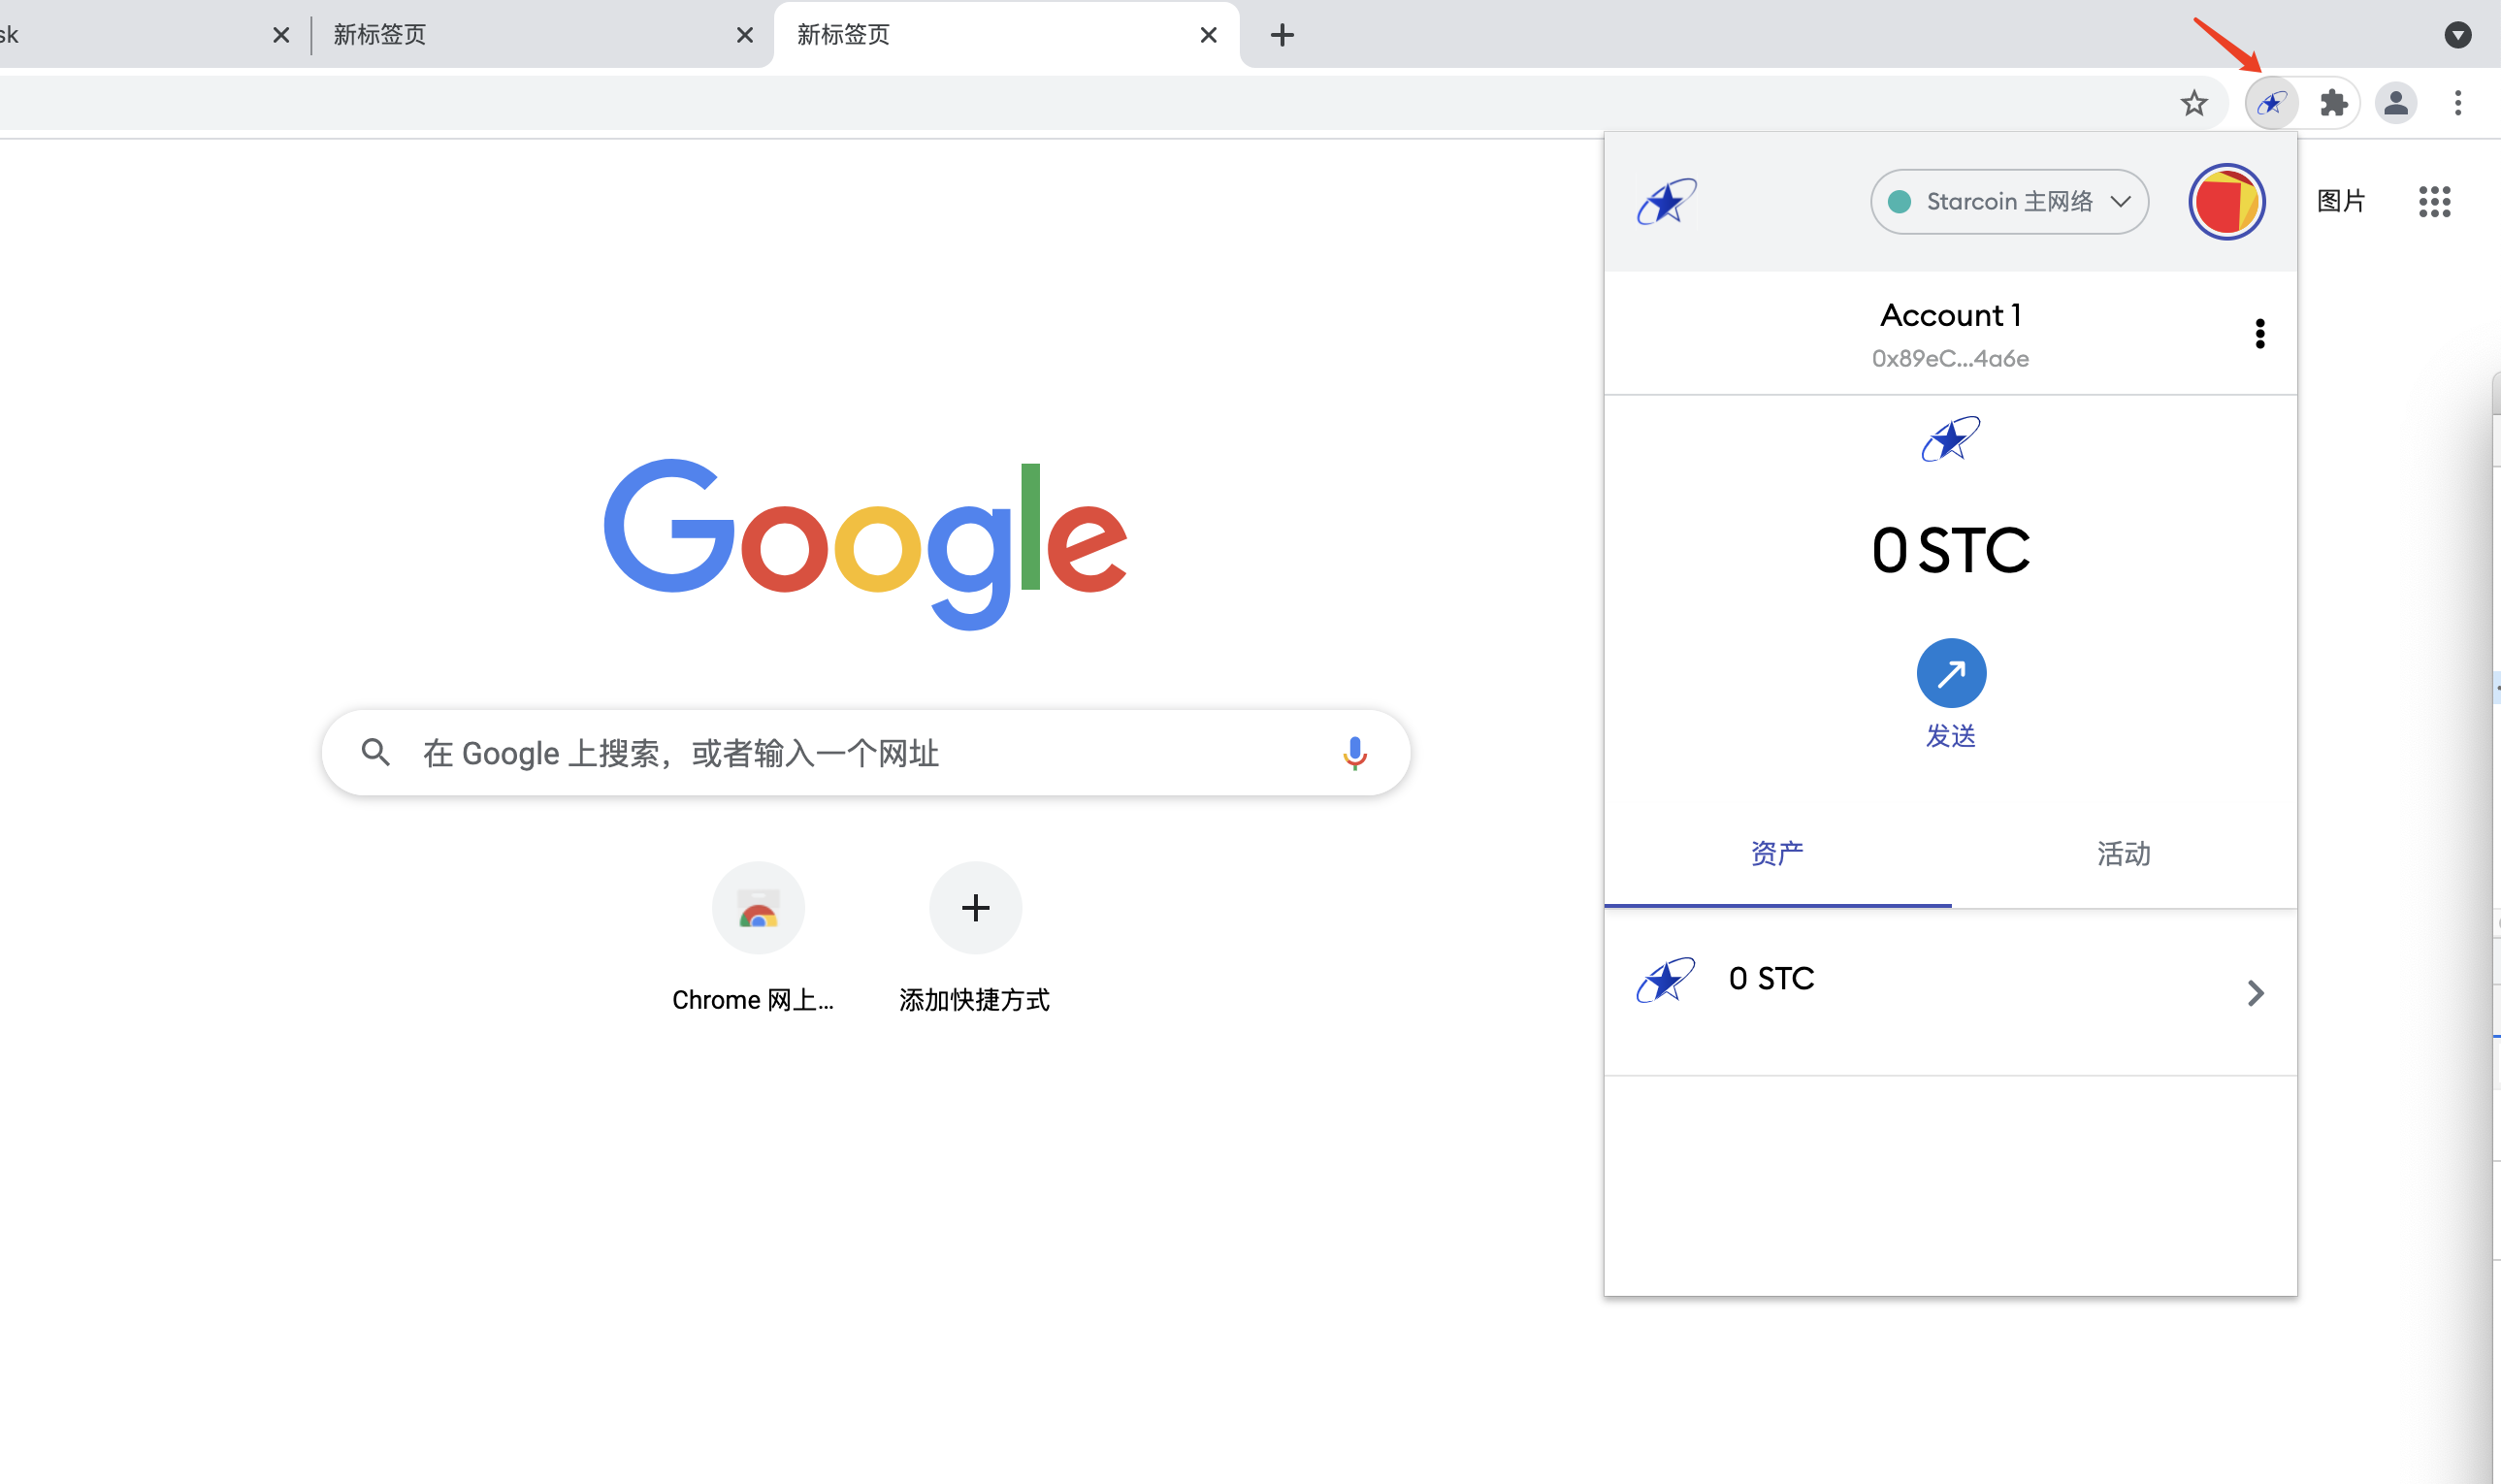 sk
新标签页
新标签页
Starcoin 主网络
图片
Account 1
0x89eC...4a6e
0 STC
发送
资产
活动
0 STC
Google
在 Google 上搜索，或者输入一个网址
Chrome 网上...
添加快捷方式